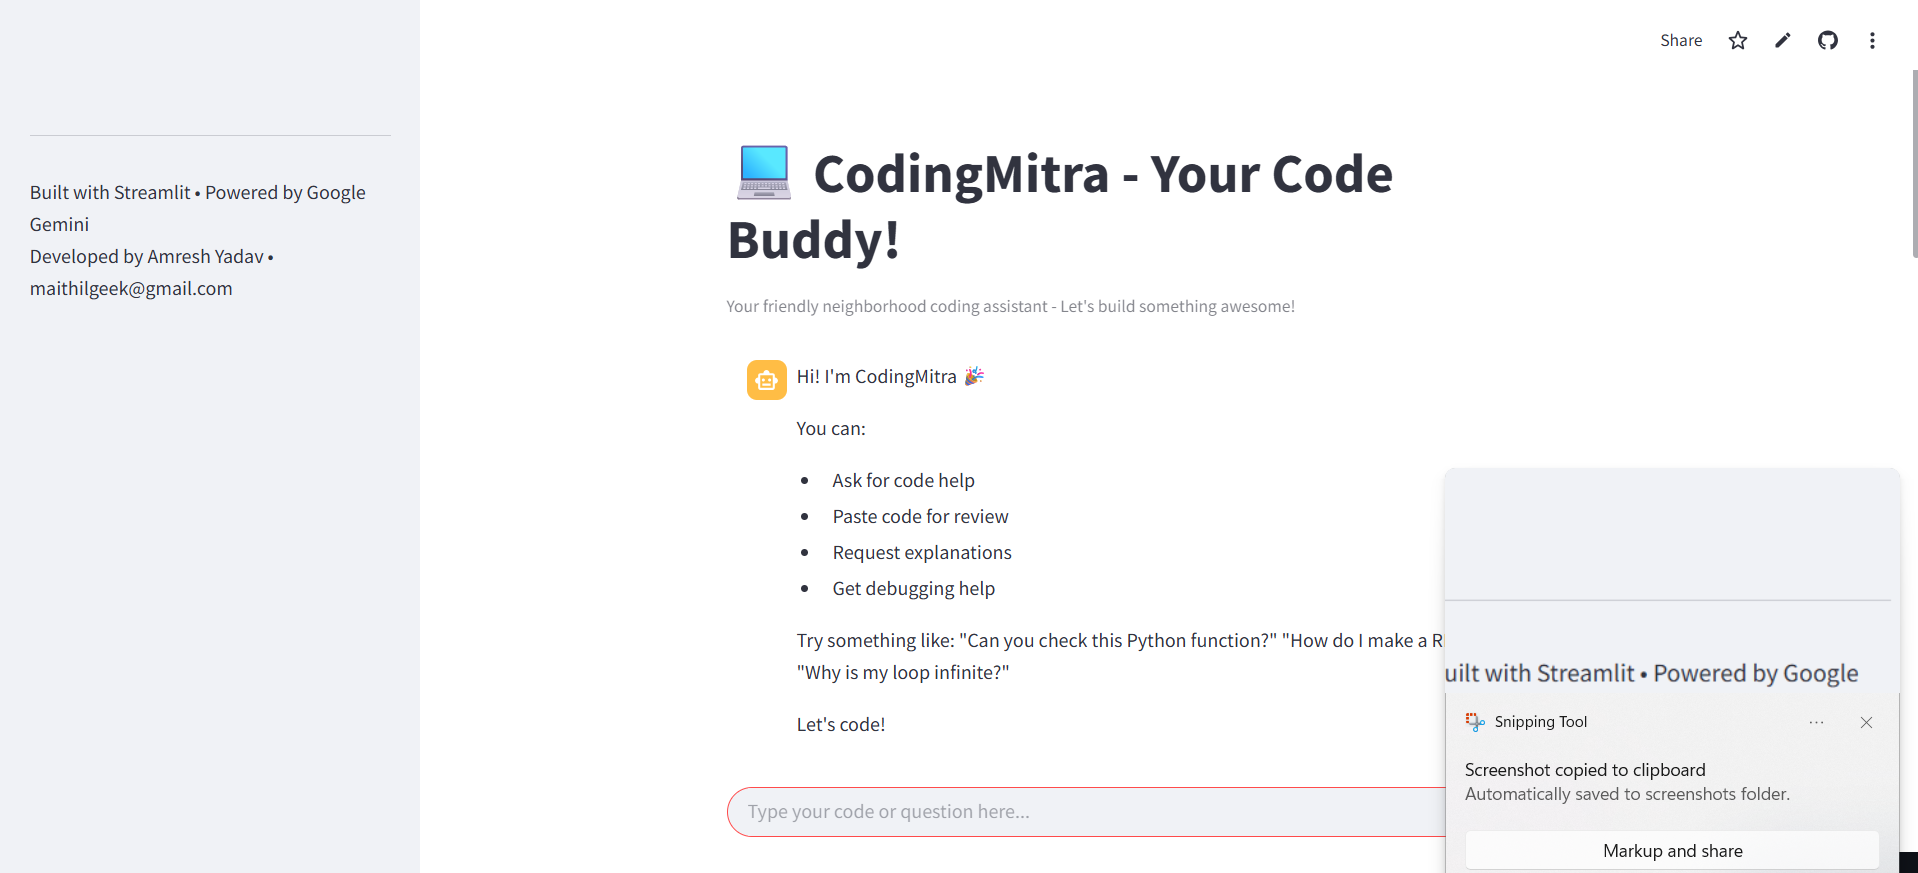 Share
Built with Streamlit • Powered by Google
Gemini
Developed by Amresh Yadav •
maithilgeek@gmail.com
CodingMitra - Your Code
Buddy!
Your friendly neighborhood coding assistant - Let's build something awesome!
Hi! I'm CodingMitra 🎉
You can:
• Ask for code help
• Paste code for review
• Request explanations
• Get debugging help
Try something like: "Can you check this Python function?" "How do I make a
"Why is my loop infinite?"
Let's code!
Type your code or question here...
uilt with Streamlit • Powered by Google
Snipping Tool
Screenshot copied to clipboard
Automatically saved to screenshots folder.
Markup and share